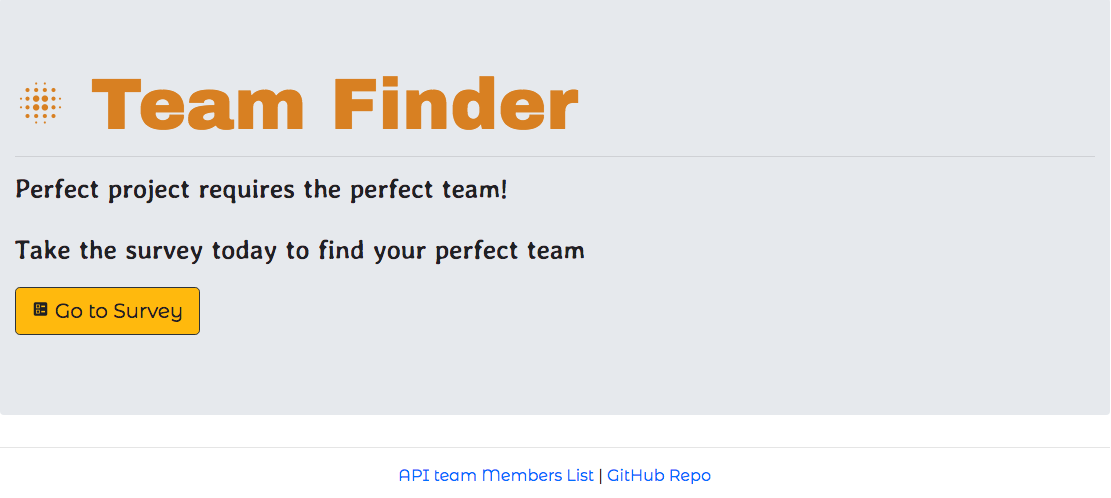 Team Finder
Perfect project requires the perfect team!
Take the survey today to find your perfect team
Go to Survey
API team Members List | GitHub Repo